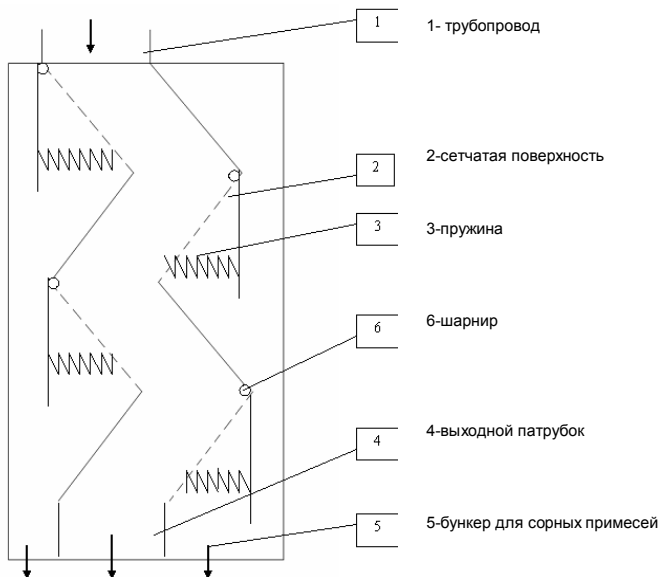 1 1- трубопровод
2 2-сетчатая поверхность
3 3-пружина
6 6-шарнир
4 4-выходной патрубок
5 5-бункер для сорных примесей